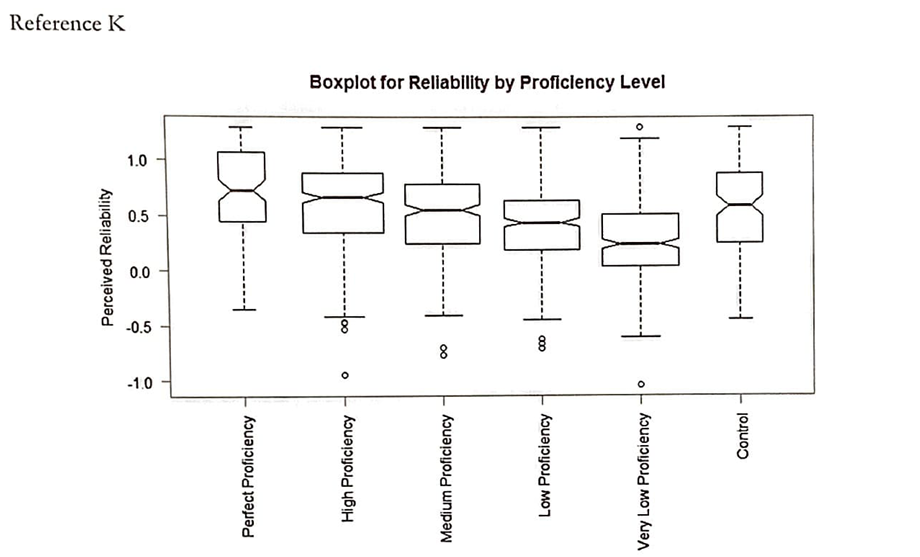 Reference K
Boxplot for Reliability by Proficiency Level
Perceived Reliability
1.0
0.5
0.0
-0.5
-1.0
Perfect Proficiency
High Proficiency
Medium Proficiency
Low Proficiency
Very Low Proficiency
Control